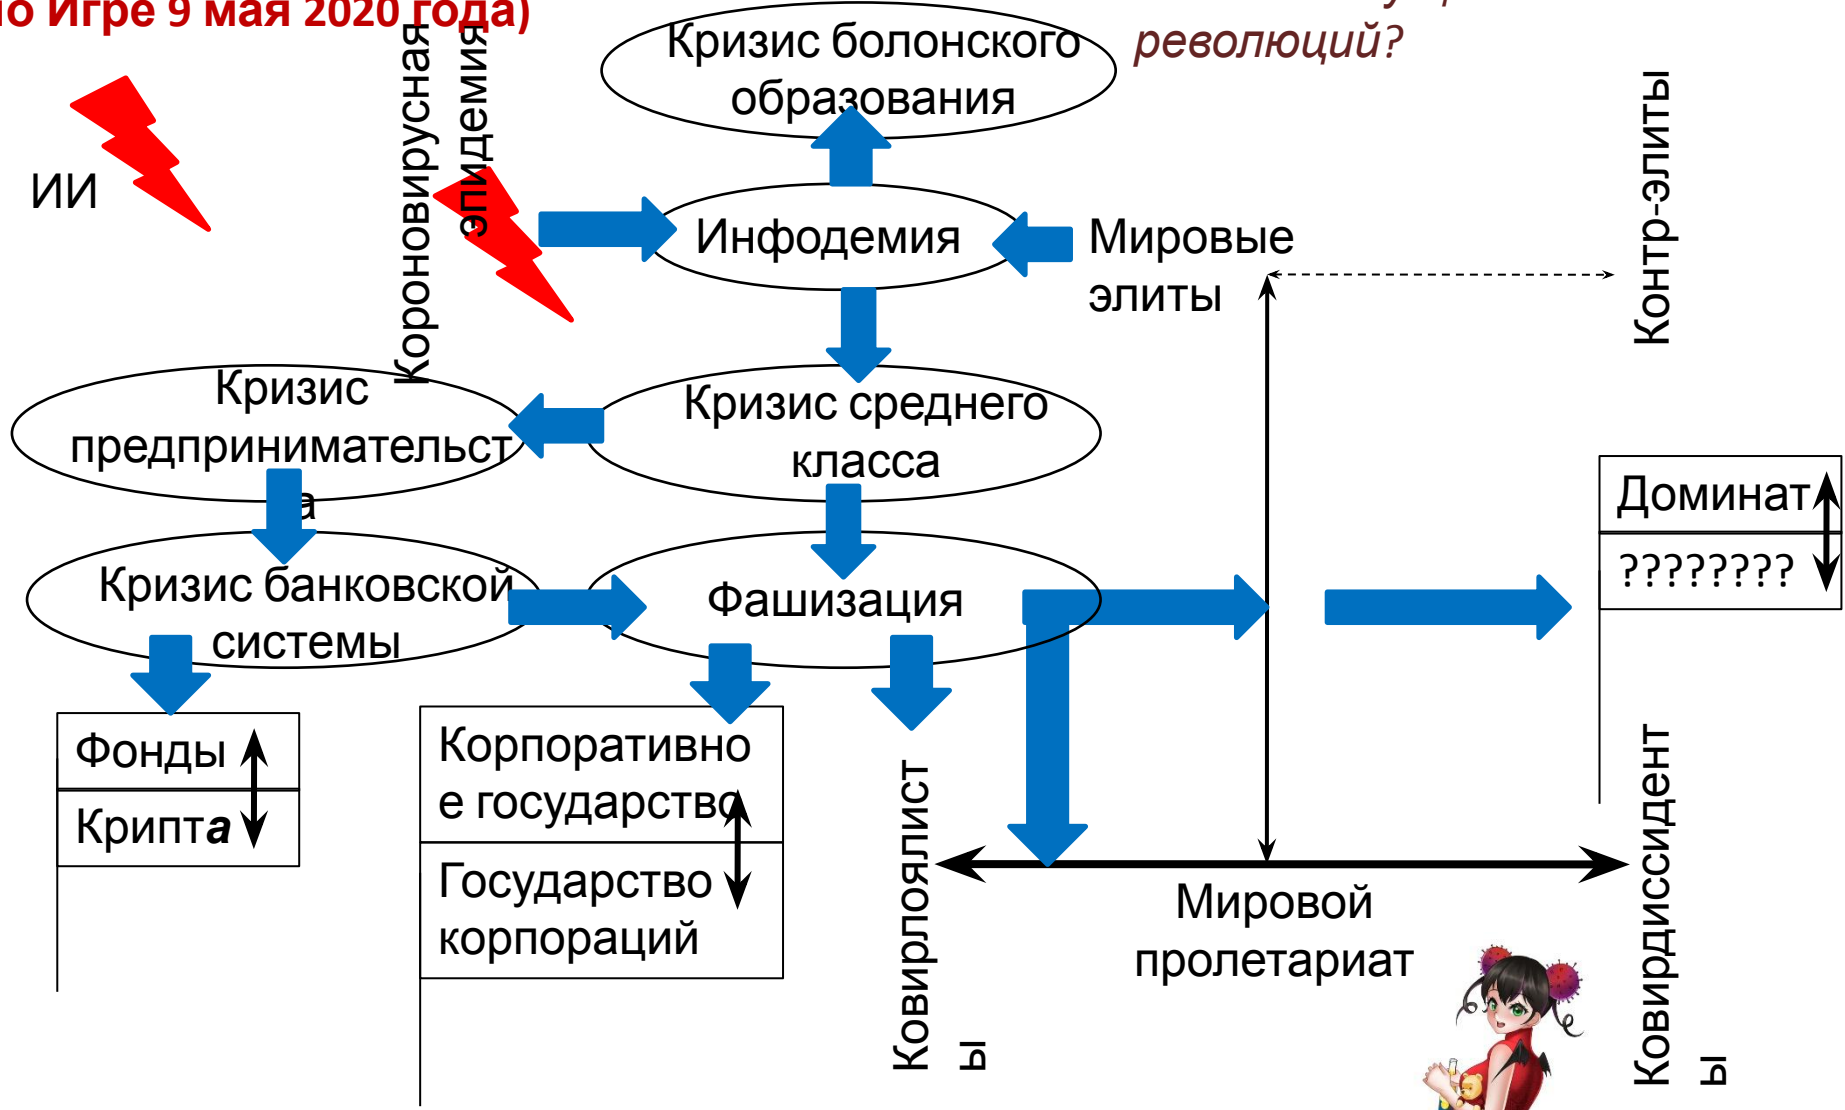 по Игре 9 мая 2020 года)
революций?
Кризис болонского
образования
Короновирусная
эпидемия
ИИ
Инфодемия
Мировые
элиты
Контр-элиты
Кризис
предпринимательст
а
Кризис среднего
класса
Доминат
????????
Кризис банковской
системы
Фашизация
Фонды
Крипта
Корпоративно
е государство
Государство
корпораций
Ковирлоялист
ы
Мировой
пролетариат
Ковирдиссидент
ы